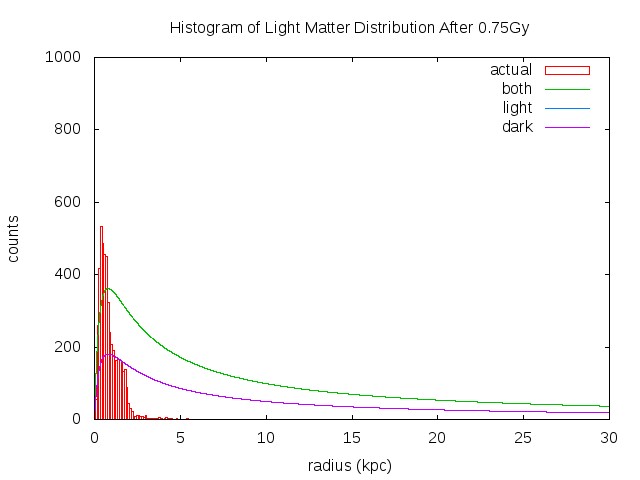 Histogram of Light Matter Distribution After 0.75Gy
1000
800
600
400
200
0
counts
actual
both
light
dark
0 5 10 15 20 25 30
radius (kpc)